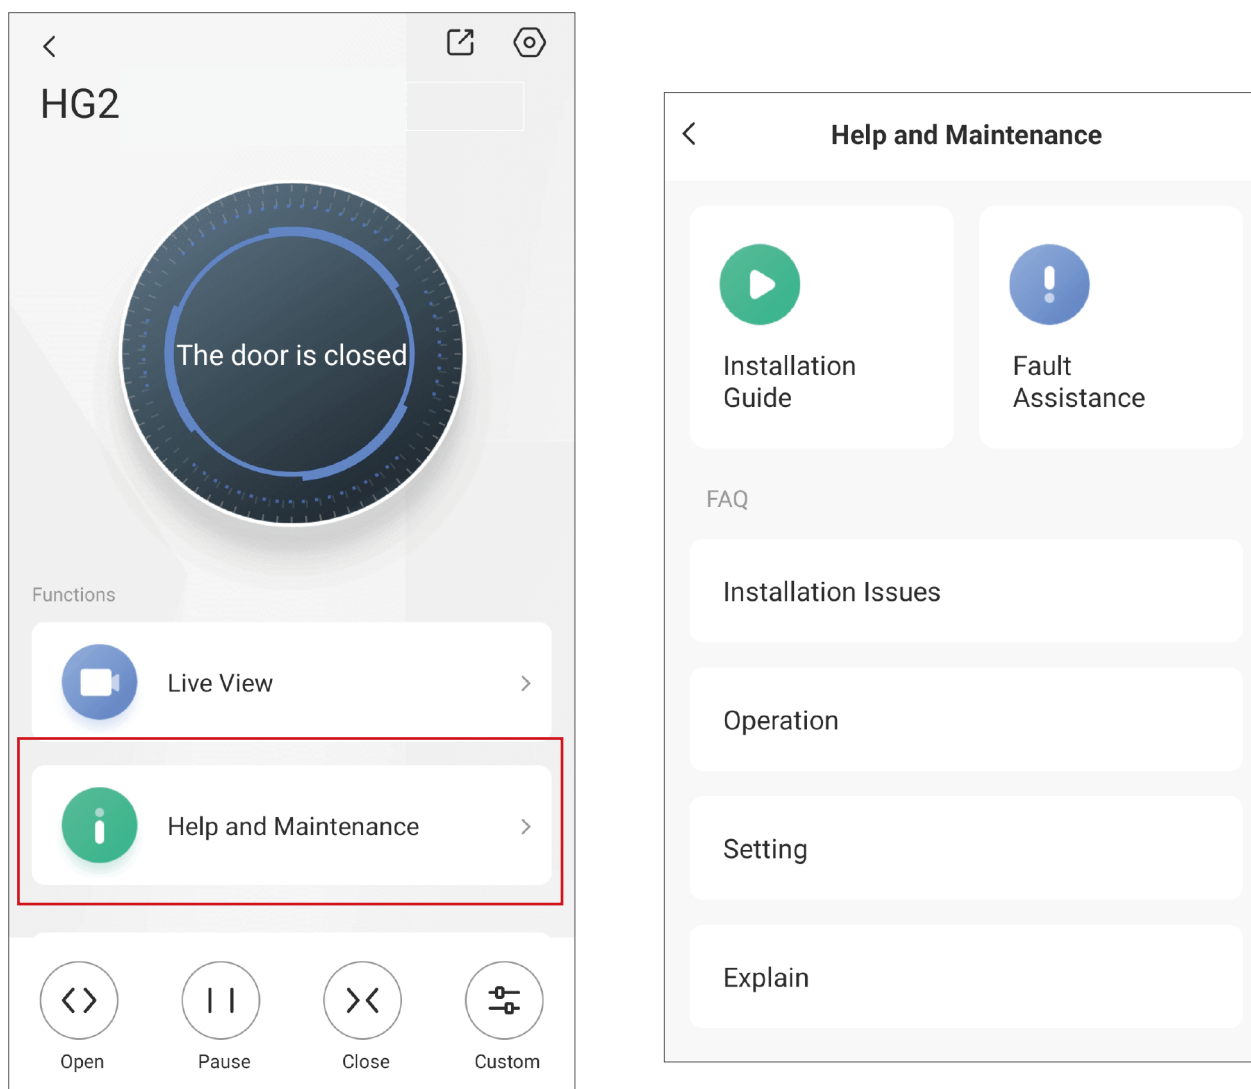 HG2
The door is closed
Functions
Live View
Help and Maintenance
Open
Pause
Close
Custom
Help and Maintenance
Installation
Guide
Fault
Assistance
FAQ
Installation Issues
Operation
Setting
Explain